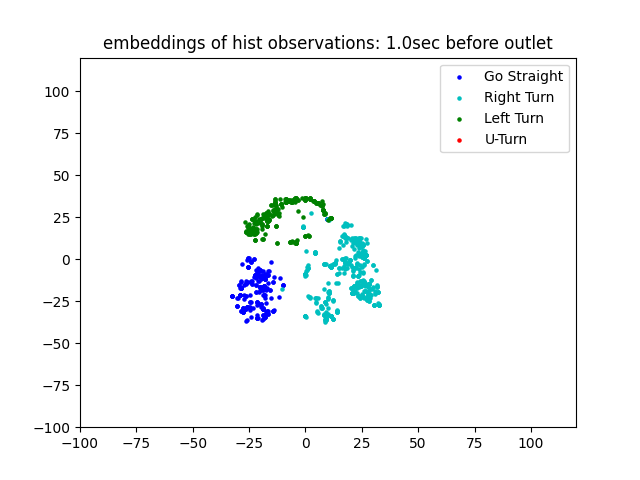 embeddings of hist observations: 1.0sec before outlet
Go Straight
Right Turn
Left Turn
U-Turn
100
75
50
25
0
−25
−50
−75
−100
−100 −75 −50 −25 0 25 50 75 100